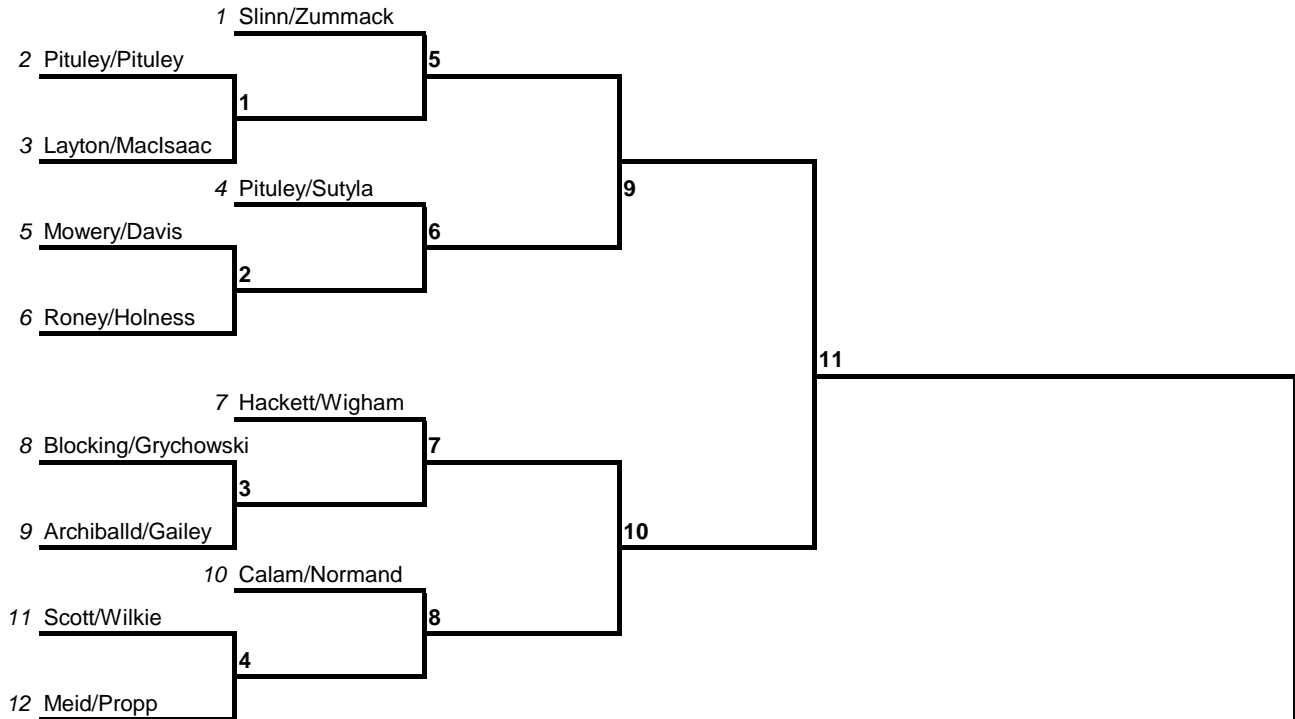 1 Slinn/Zummack
2 Pituley/Pituley
5
1
3 Layton/MacIsaac
4 Pituley/Sutyla
9
5 Mowery/Davis
6
2
6 Roney/Holness
11
7 Hackett/Wigham
8 Blocking/Grychowski
7
3
9 Archiballd/Gailey
10
10 Calam/Normand
11 Scott/Wilkie
8
4
12 Meid/Propp